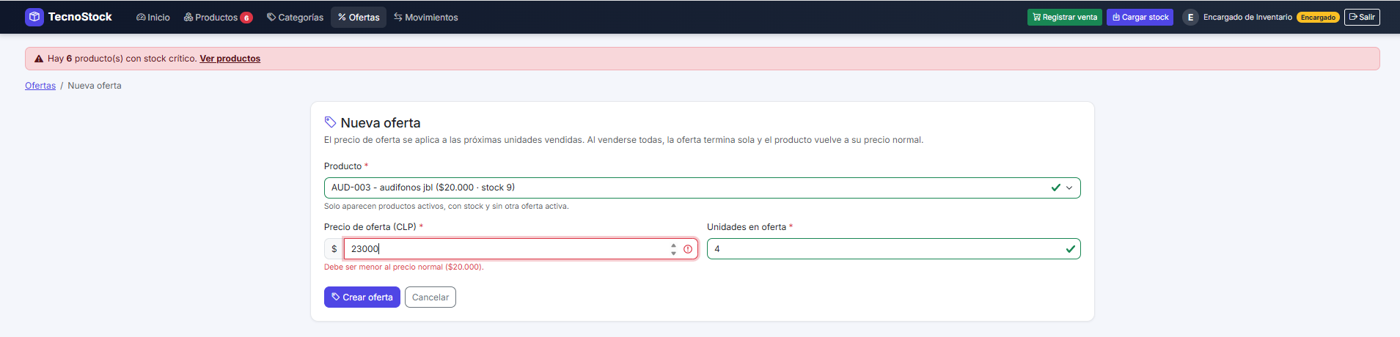 TecnoStock Inicio Productos 6 Categorías Ofertas Movimientos Registrar venta Cargar stock E Encargado de Inventario Encargado Salir
Hay 6 producto(s) con stock crítico. Ver productos
Ofertas / Nueva oferta
Nueva oferta
El precio de oferta se aplica a las próximas unidades vendidas. Al venderse todas, la oferta termina sola y el producto vuelve a su precio normal.
Producto *
AUD-003 - audifonos jbl ($20.000 · stock 9)
Solo aparecen productos activos, con stock y sin otra oferta activa.
Precio de oferta (CLP) * Unidades en oferta *
$ 23000 4
Debe ser menor al precio normal ($20.000).
Crear oferta Cancelar